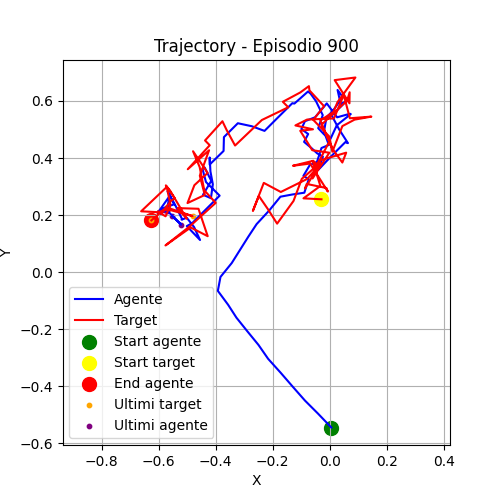 Trajectory - Episodio 900
Y
0.6
0.4
0.2
0.0
−0.2
−0.4
−0.6
Agente
Target
Start agente
Start target
End agente
Ultimi target
Ultimi agente
−0.8 −0.6 −0.4 −0.2 0.0 0.2 0.4
X